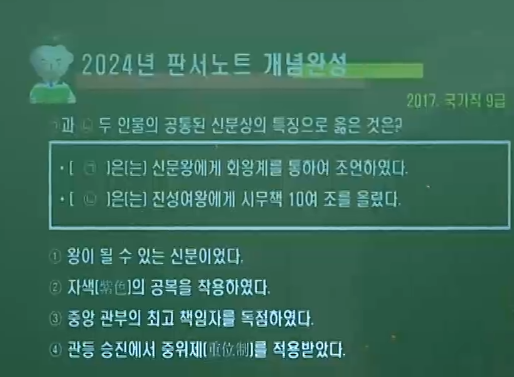 2024년 판서노트 개념완성
2017. 국가직 9급
㉠과 ㉡ 두 인물의 공통된 신분상의 특징으로 옳은 것은?
· [ ㉠ ]은(는) 신문왕에게 화왕계를 통하여 조언하였다.
· [ ㉡ ]은(는) 진성여왕에게 시무책 10여 조를 올렸다.
① 왕이 될 수 있는 신분이었다.
② 자색(紫色)의 공복을 착용하였다.
③ 중앙 관부의 최고 책임자를 독점하였다.
④ 관등 승진에서 중위제(重位制)를 적용받았다.